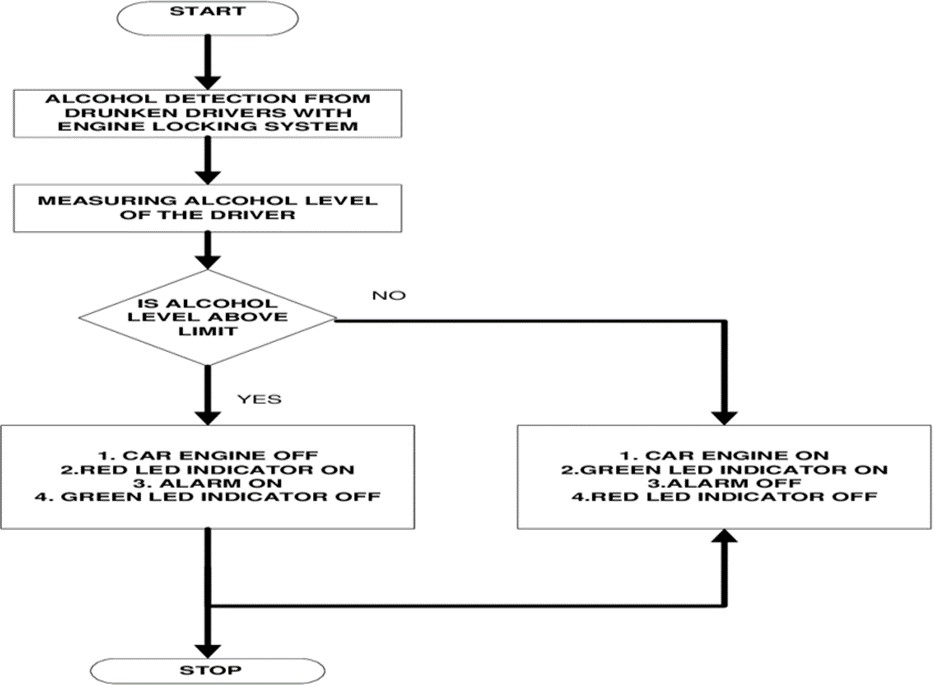 START
ALCOHOL DETECTION FROM
DRUNKEN DRIVERS WITH
ENGINE LOCKING SYSTEM
MEASURING ALCOHOL LEVEL
OF THE DRIVER
IS ALCOHOL
LEVEL ABOVE
LIMIT
NO
YES
1. CAR ENGINE OFF
2.RED LED INDICATOR ON
3. ALARM ON
4. GREEN LED INDICATOR OFF
1. CAR ENGINE ON
2.GREEN LED INDICATOR ON
3.ALARM OFF
4.RED LED INDICATOR OFF
STOP